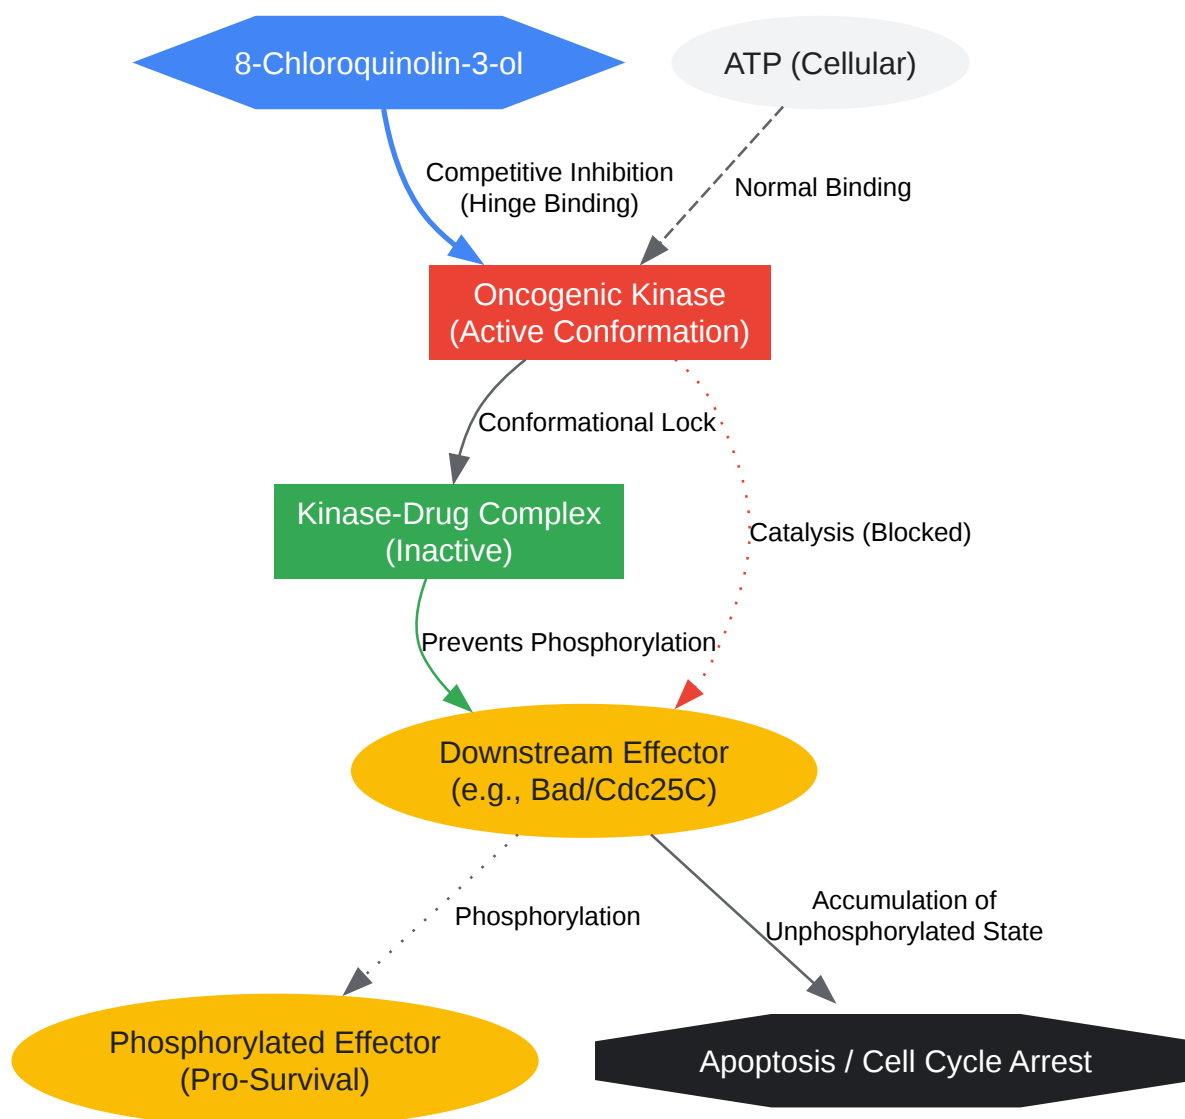 8-Chloroquinolin-3-ol
ATP (Cellular)
Competitive Inhibition
(Hinge Binding)
Normal Binding
Oncogenic Kinase
(Active Conformation)
Conformational Lock
Kinase-Drug Complex
(Inactive)
Catalysis (Blocked)
Prevents Phosphorylation
Downstream Effector
(e.g., Bad/Cdc25C)
Phosphorylation
Accumulation of
Unphosphorylated State
Phosphorylated Effector
(Pro-Survival)
Apoptosis / Cell Cycle Arrest